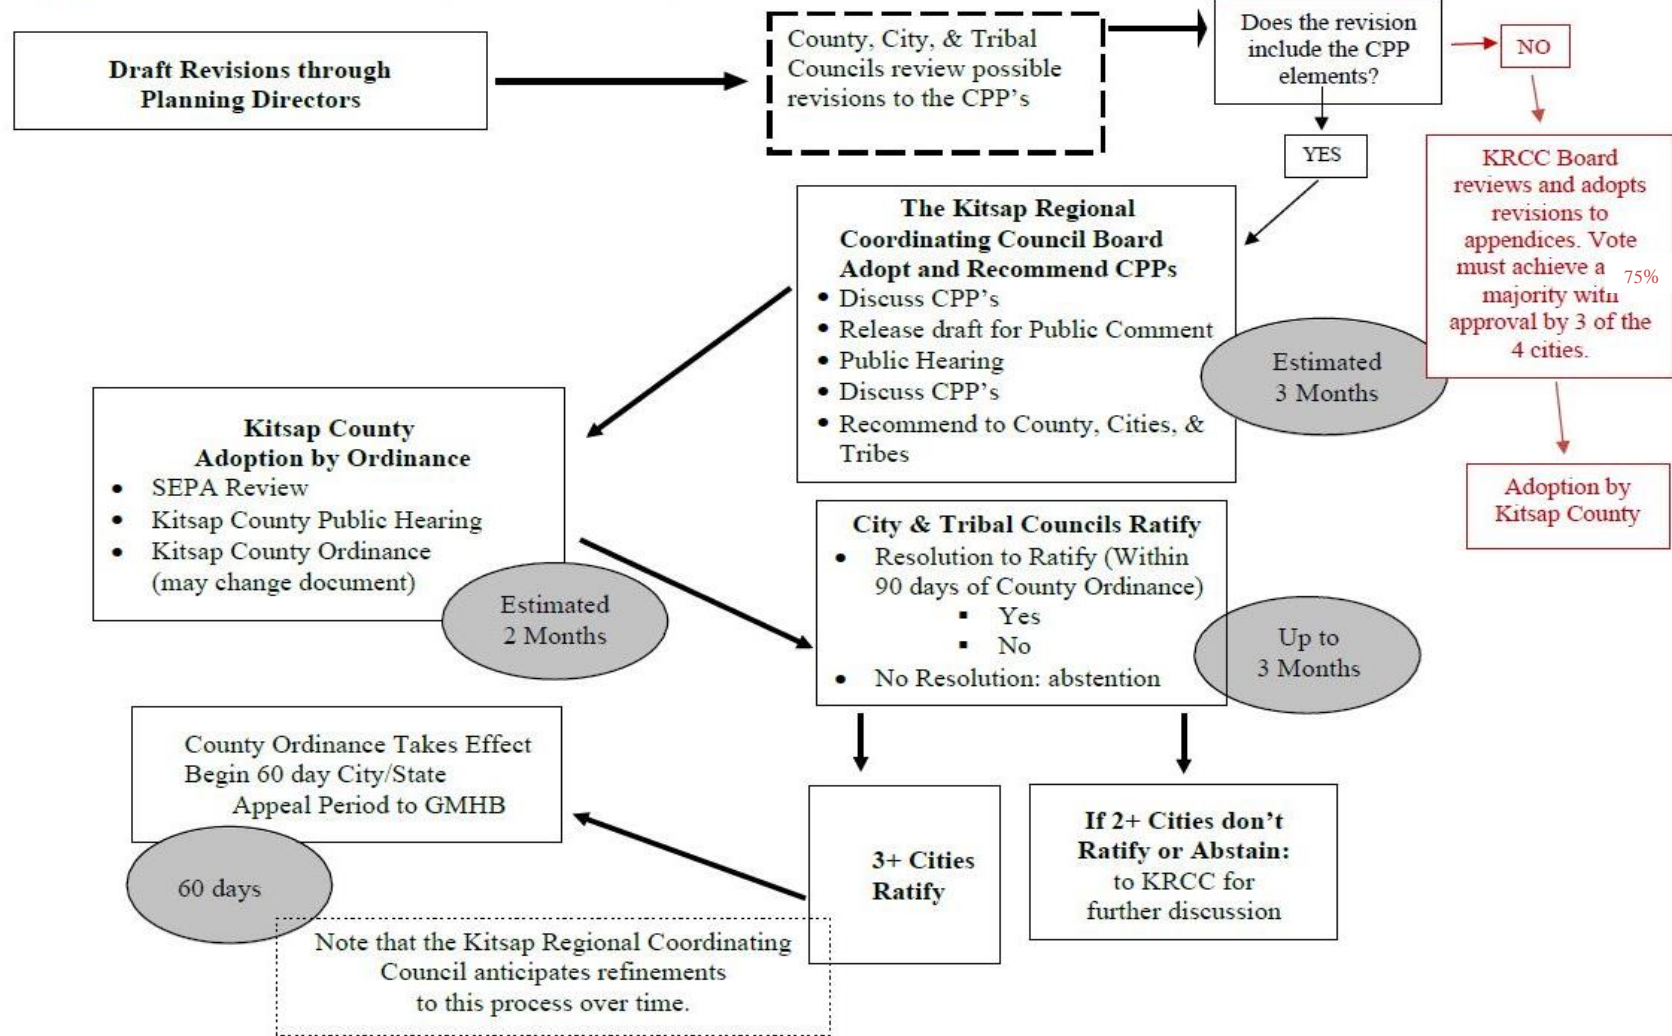 Draft Revisions through
Planning Directors
County, City, & Tribal
Councils review possible
revisions to the CPP's
Does the revision
include the CPP
elements?
NO
YES
KRCC Board
reviews and adopts
revisions to
appendices. Vote
must achieve a 75%
majority with
approval by 3 of the
4 cities.
Adoption by
Kitsap County
The Kitsap Regional
Coordinating Council Board
Adopt and Recommend CPPs
• Discuss CPP's
• Release draft for Public Comment
• Public Hearing
• Discuss CPP's
• Recommend to County, Cities, &
Tribes
Estimated
3 Months
Kitsap County
Adoption by Ordinance
• SEPA Review
• Kitsap County Public Hearing
• Kitsap County Ordinance
(may change document)
Estimated
2 Months
City & Tribal Councils Ratify
• Resolution to Ratify (Within
90 days of County Ordinance)
▪ Yes
▪ No
• No Resolution: abstention
Up to
3 Months
3+ Cities
Ratify
If 2+ Cities don't
Ratify or Abstain:
to KRCC for
further discussion
County Ordinance Takes Effect
Begin 60 day City/State
Appeal Period to GMHB
60 days
Note that the Kitsap Regional Coordinating
Council anticipates refinements
to this process over time.